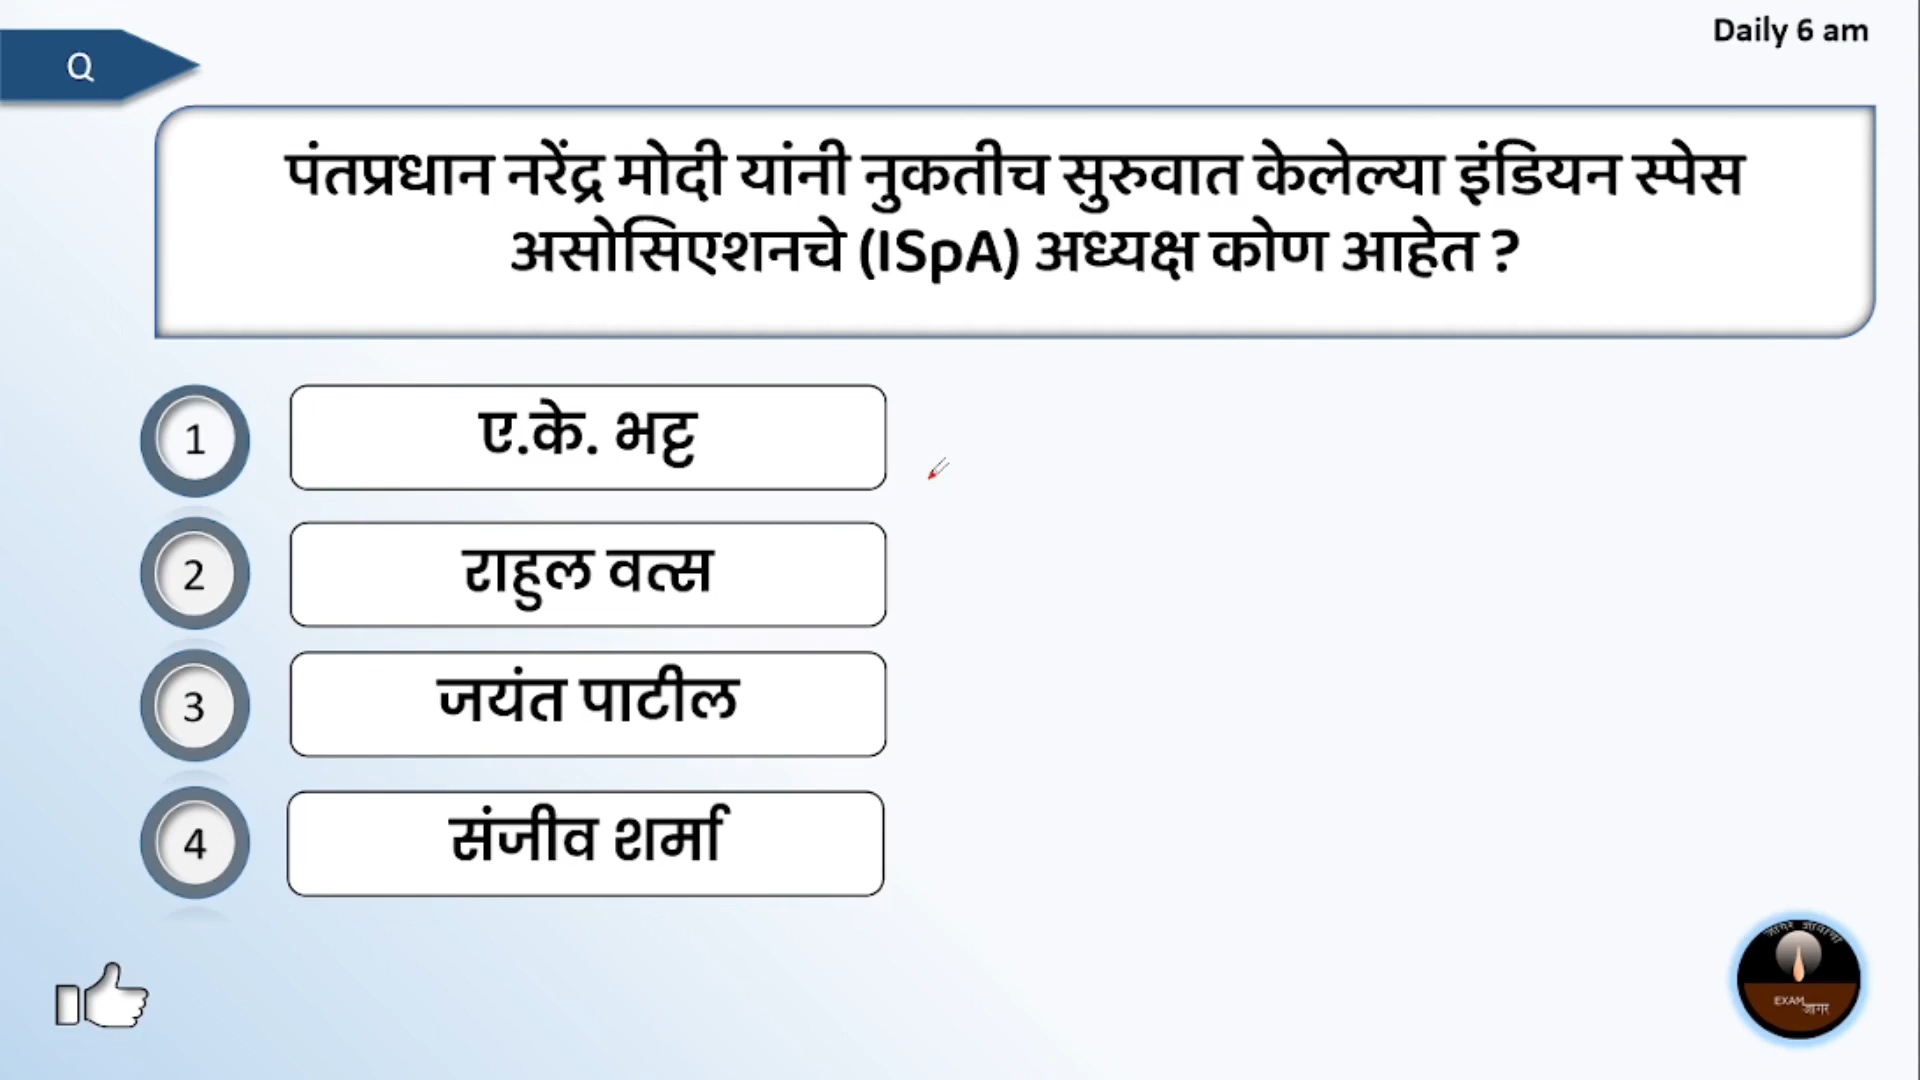 Daily 6 am
Q
पंतप्रधान नरेंद्र मोदी यांनी नुकतीच सुरुवात केलेल्या इंडियन स्पेस
असोसिएशनचे (ISpA) अध्यक्ष कोण आहेत ?
1
ए.के. भट्ट
2
राहुल वत्स
3
जयंत पाटील
4
संजीव शर्मा
EXAM
जागर